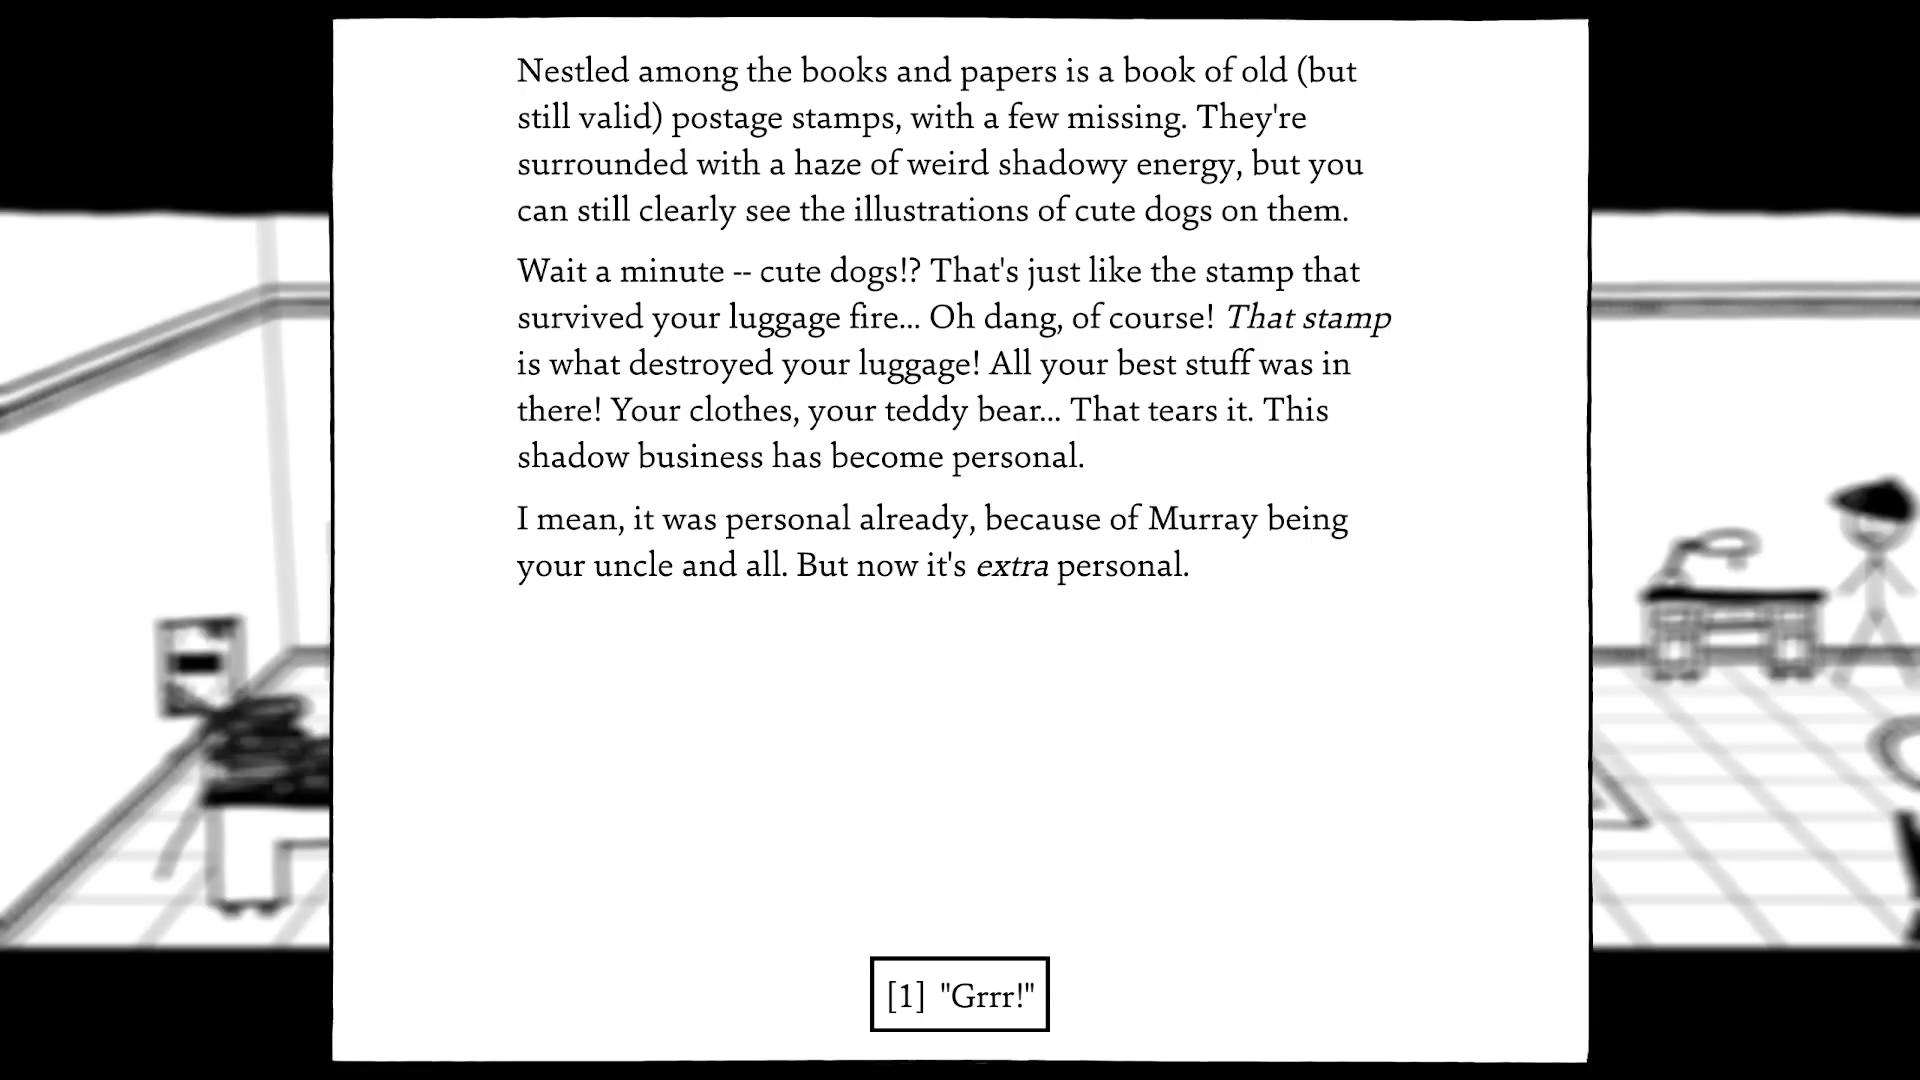 Nestled among the books and papers is a book of old (but
still valid) postage stamps, with a few missing. They're
surrounded with a haze of weird shadowy energy, but you
can still clearly see the illustrations of cute dogs on them.
Wait a minute -- cute dogs!? That's just like the stamp that
survived your luggage fire... Oh dang, of course! That stamp
is what destroyed your luggage! All your best stuff was in
there! Your clothes, your teddy bear... That tears it. This
shadow business has become personal.
I mean, it was personal already, because of Murray being
your uncle and all. But now it's extra personal.
[1] "Grrr!"